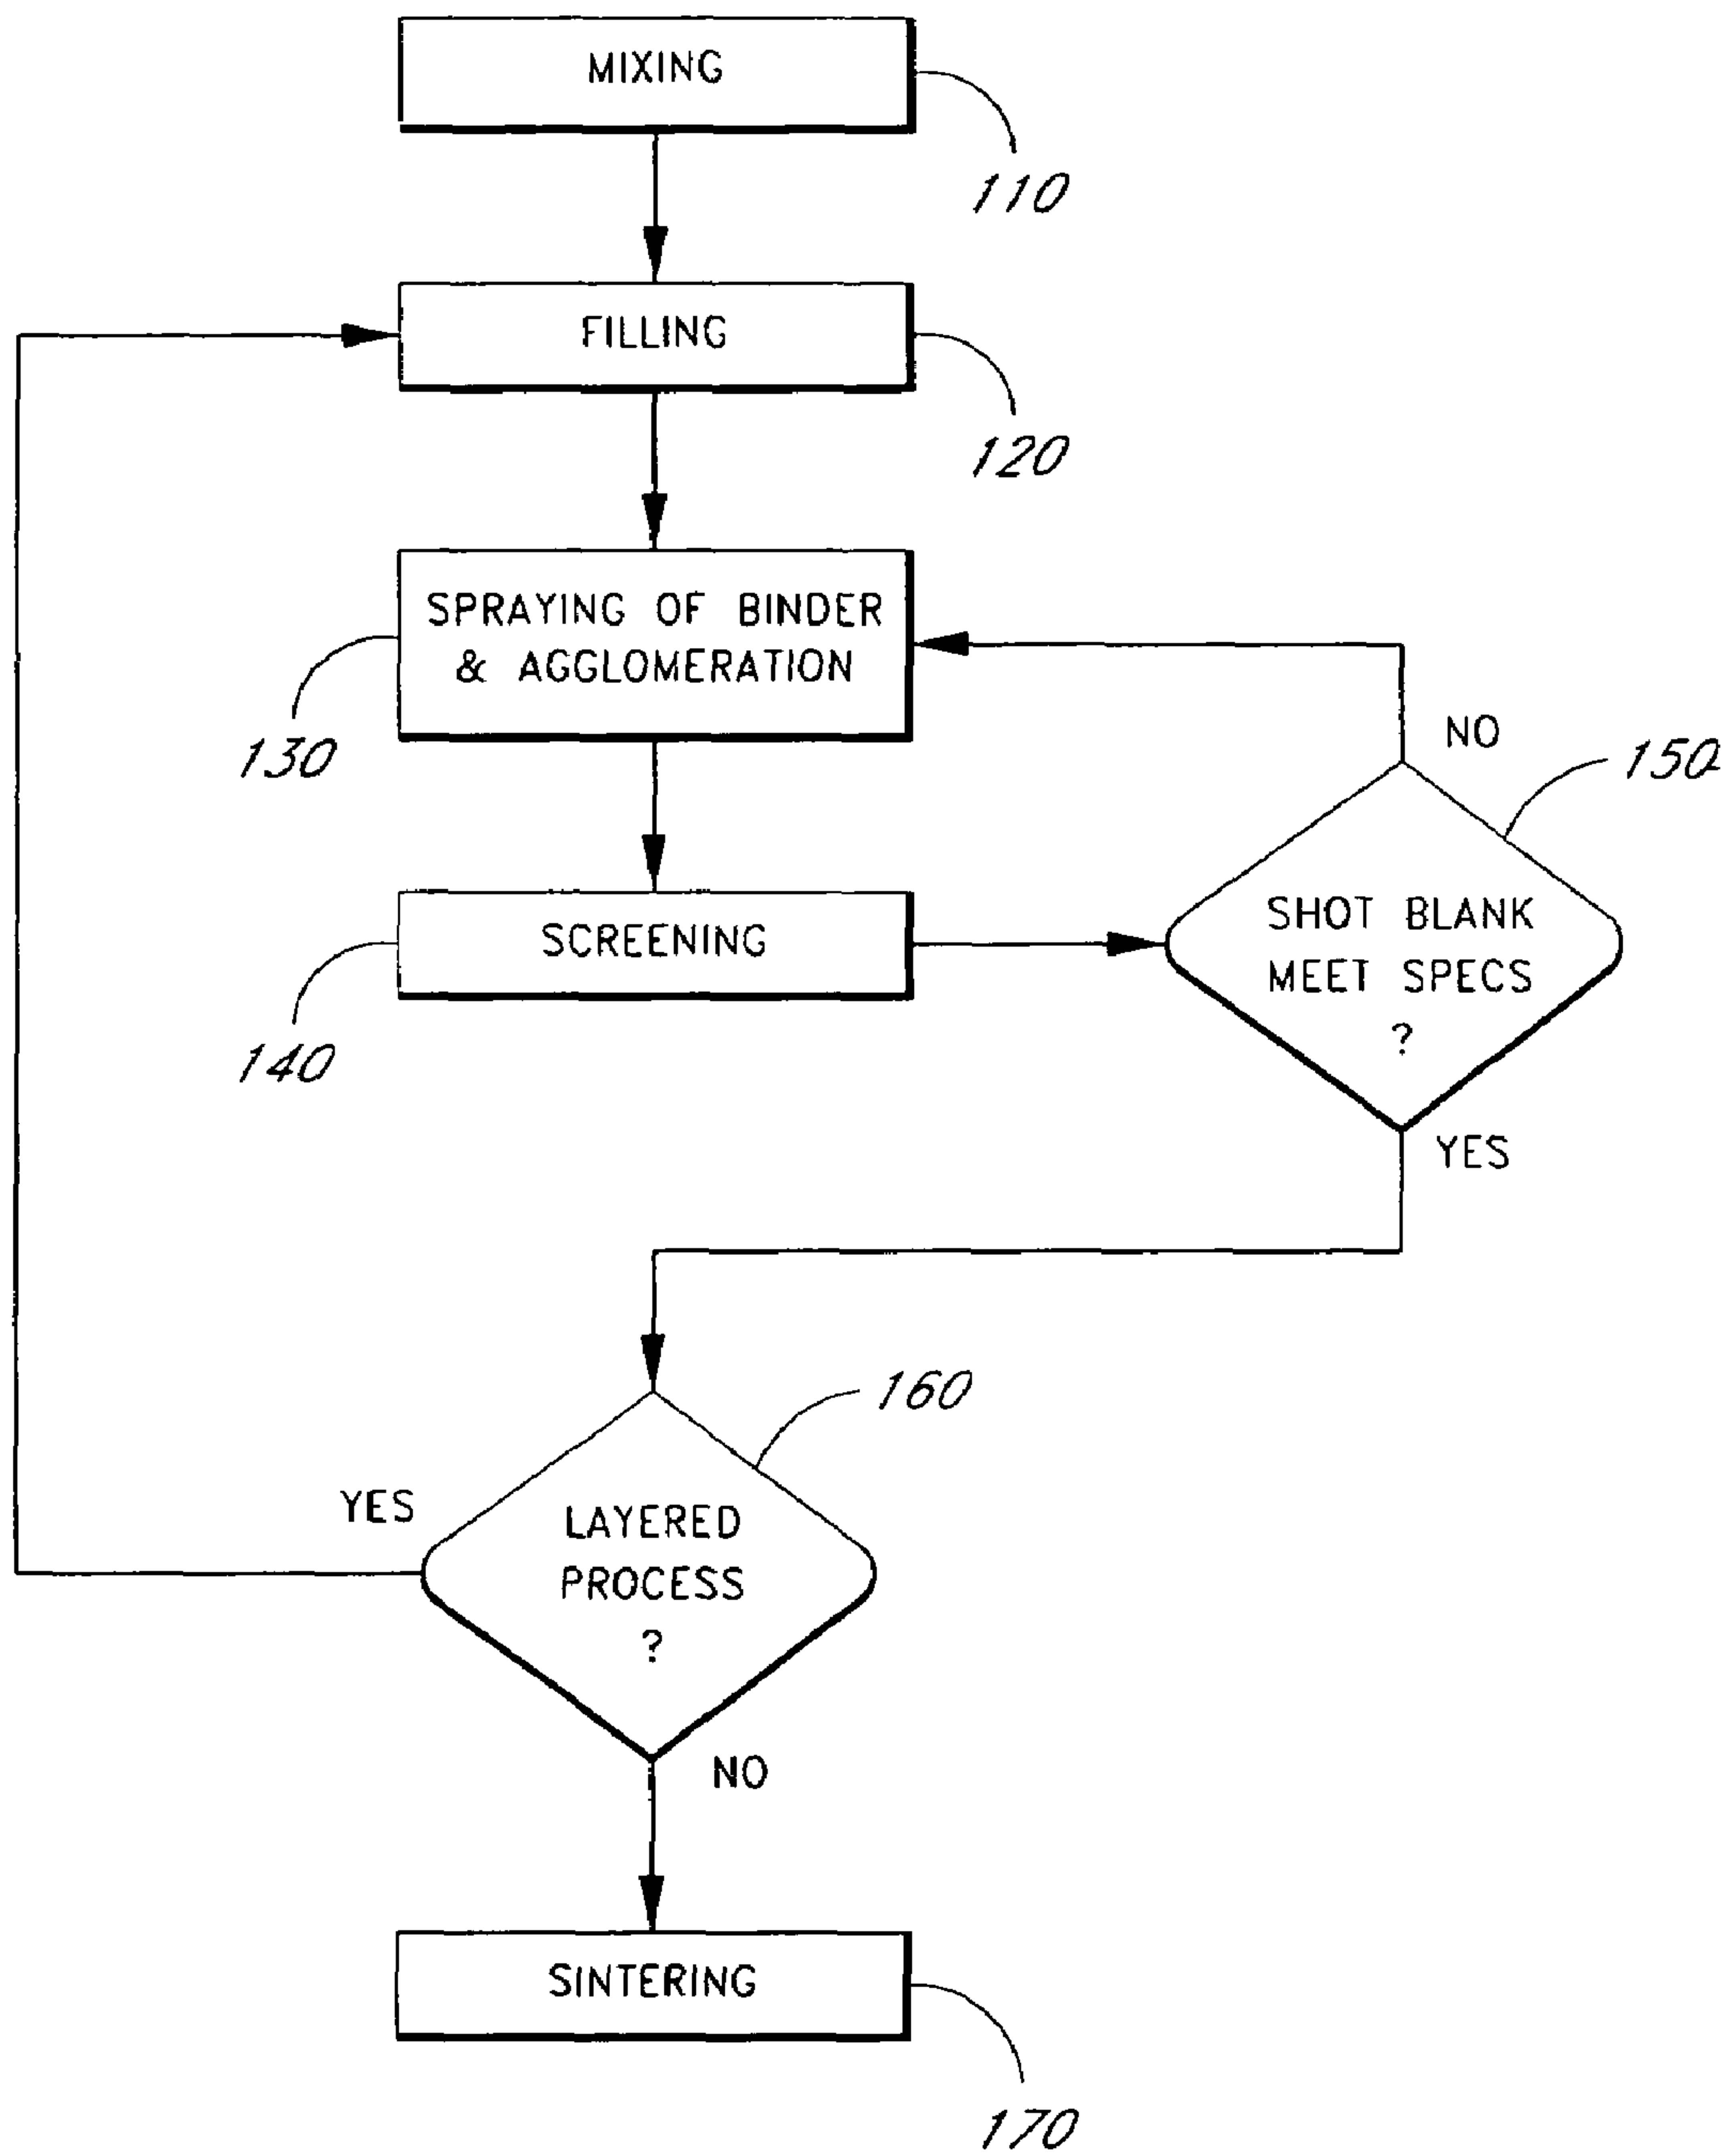 MIXING
110
FILLING
120
SPRAYING OF BINDER
& AGGLOMERATION
130
NO
150
SCREENING
140
SHOT BLANK
MEET SPECS
?
YES
160
YES
LAYERED
PROCESS
?
NO
SINTERING
170